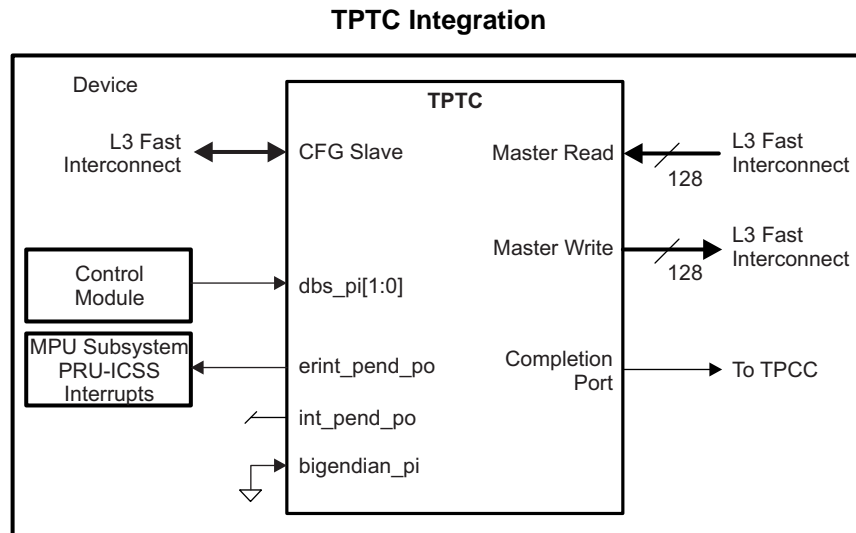 TPTC Integration
Device
TPTC
L3 Fast
Interconnect
CFG Slave
Master Read
128
L3 Fast
Interconnect
Master Write
128
L3 Fast
Interconnect
Control
Module
dbs_pi[1:0]
MPU Subsystem
PRU-ICSS
Interrupts
erint_pend_po
Completion
Port
To TPCC
int_pend_po
bigendian_pi